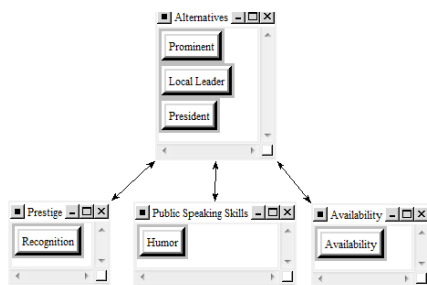 Alternatives
Prominent
Local Leader
President
Prestige
Recognition
Public Speaking Skills
Humor
Availability
Availability